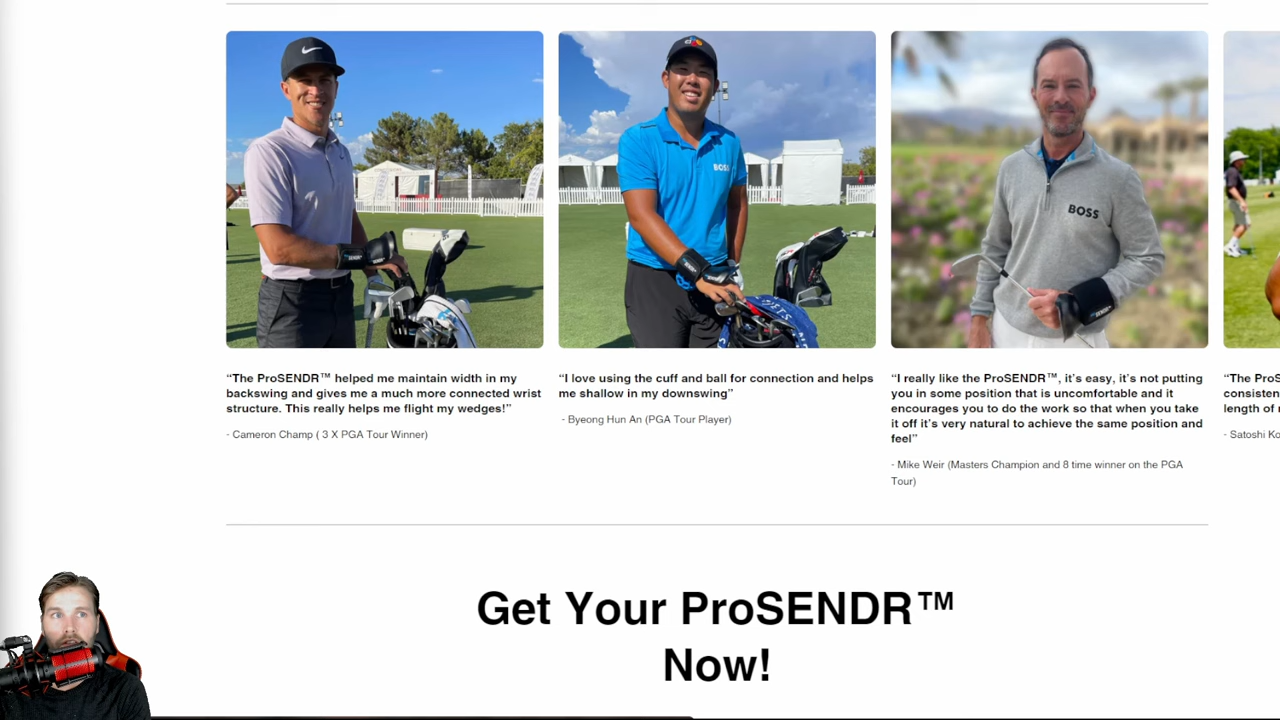 BOSS
BOSS
“The ProSENDR™ helped me maintain width in my
backswing and gives me a much more connected wrist
structure. This really helps me flight my wedges!”
- Cameron Champ ( 3 X PGA Tour Winner)
“I love using the cuff and ball for connection and helps
me shallow in my downswing”
- Byeong Hun An (PGA Tour Player)
“I really like the ProSENDR™, it’s easy, it’s not putting
you in some position that is uncomfortable and it
encourages you to do the work so that when you take
it off it’s very natural to achieve the same position and
feel”
- Mike Weir (Masters Champion and 8 time winner on the PGA
Tour)
“The
consisten
length of
- Satoshi
Get Your ProSENDR™
Now!